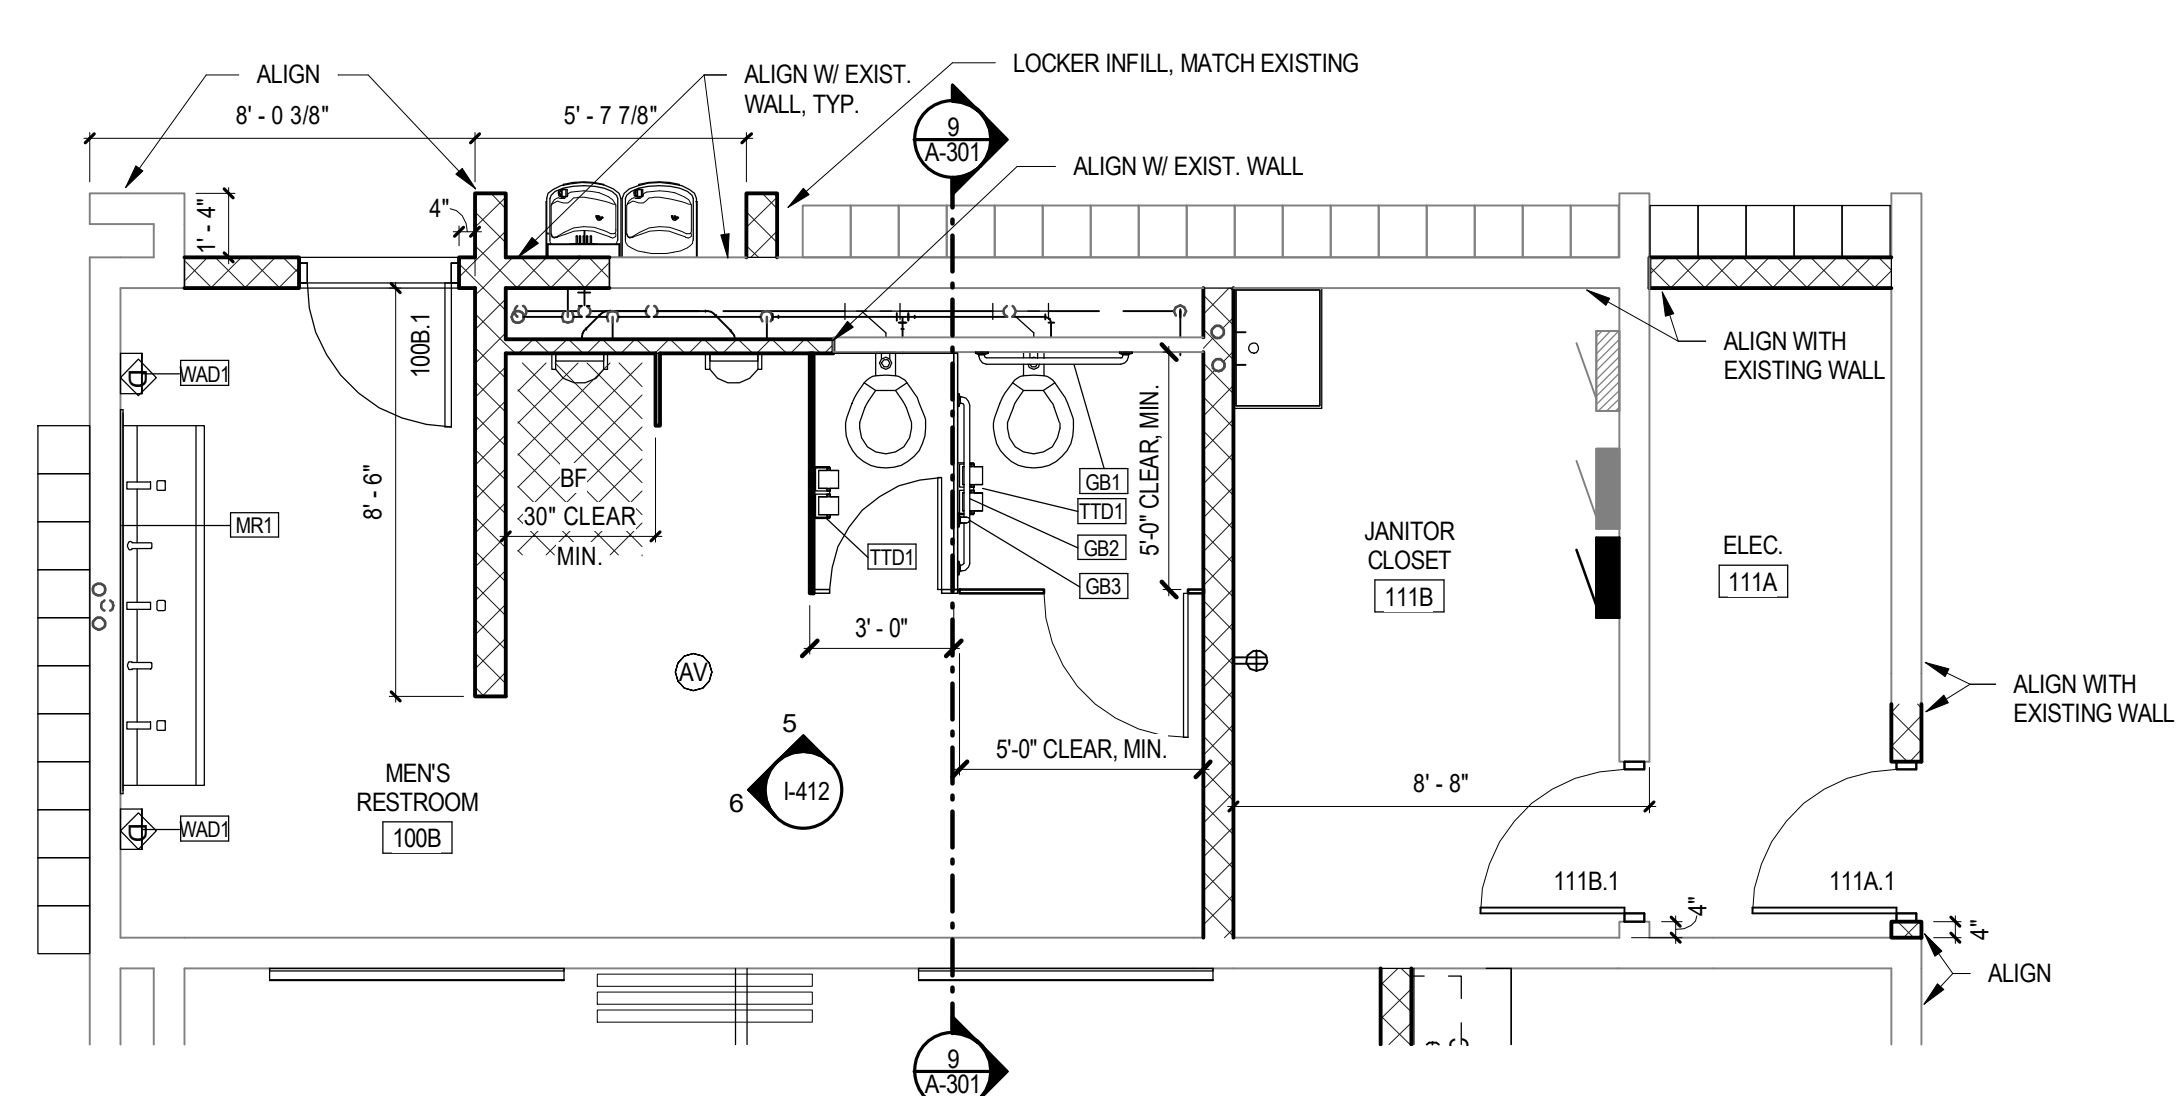 ALIGN
8' - 0 3/8"
5' - 7 7/8"
ALIGN W/ EXIST.
WALL, TYP.
LOCKER INFILL, MATCH EXISTING
9
A-301
ALIGN W/ EXIST. WALL
1' - 4"
4"
100B.1
WAD1
8' - 6"
MR1
BF
30" CLEAR
MIN.
TTD1
GB1
TTD1
GB2
GB3
5'-0" CLEAR, MIN.
3' - 0"
AV
5
6
I-412
5'-0" CLEAR, MIN.
MEN'S
RESTROOM
100B
WAD1
JANITOR
CLOSET
111B
ELEC.
111A
ALIGN WITH
EXISTING WALL
ALIGN WITH
EXISTING WALL
8' - 8"
111B.1
111A.1
4"
4"
ALIGN
9
A-301